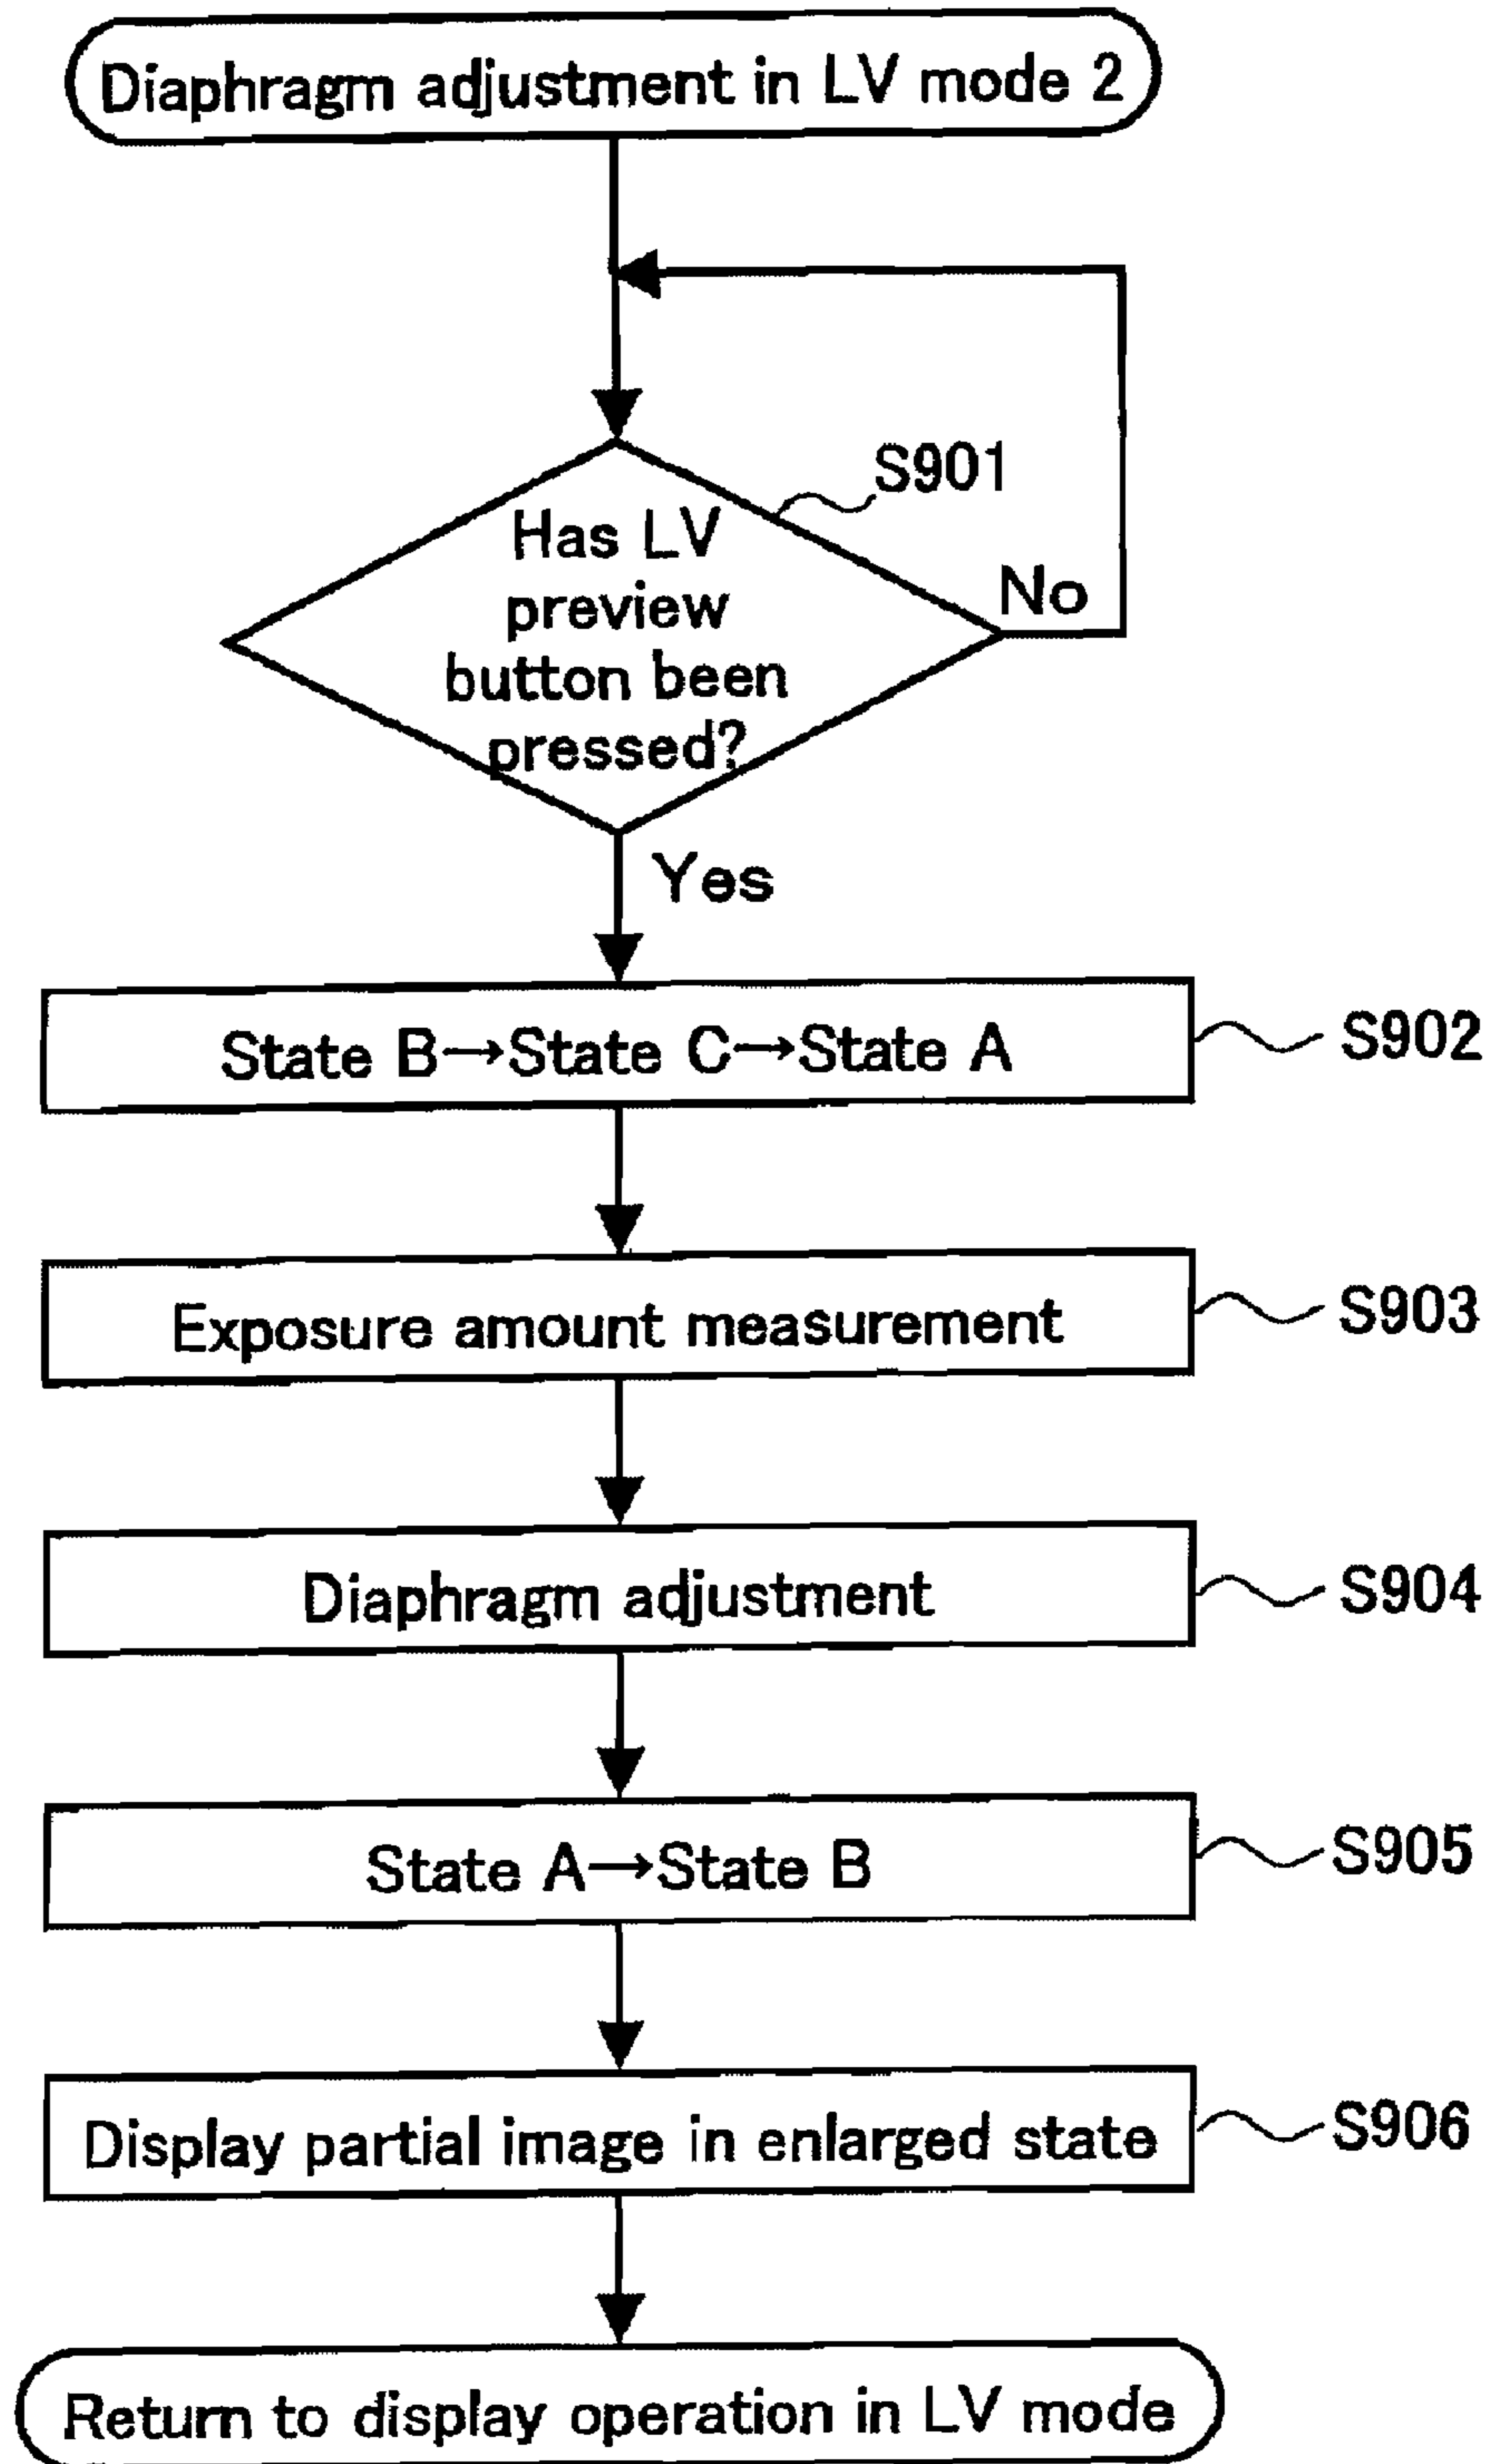 Diaphragm adjustment in LV mode 2
S901
Has LV
preview
button been
pressed?
No
Yes
State B→State C→State A
S902
Exposure amount measurement
S903
Diaphragm adjustment
S904
State A→State B
S905
Display partial image in enlarged state
S906
Return to display operation in LV mode